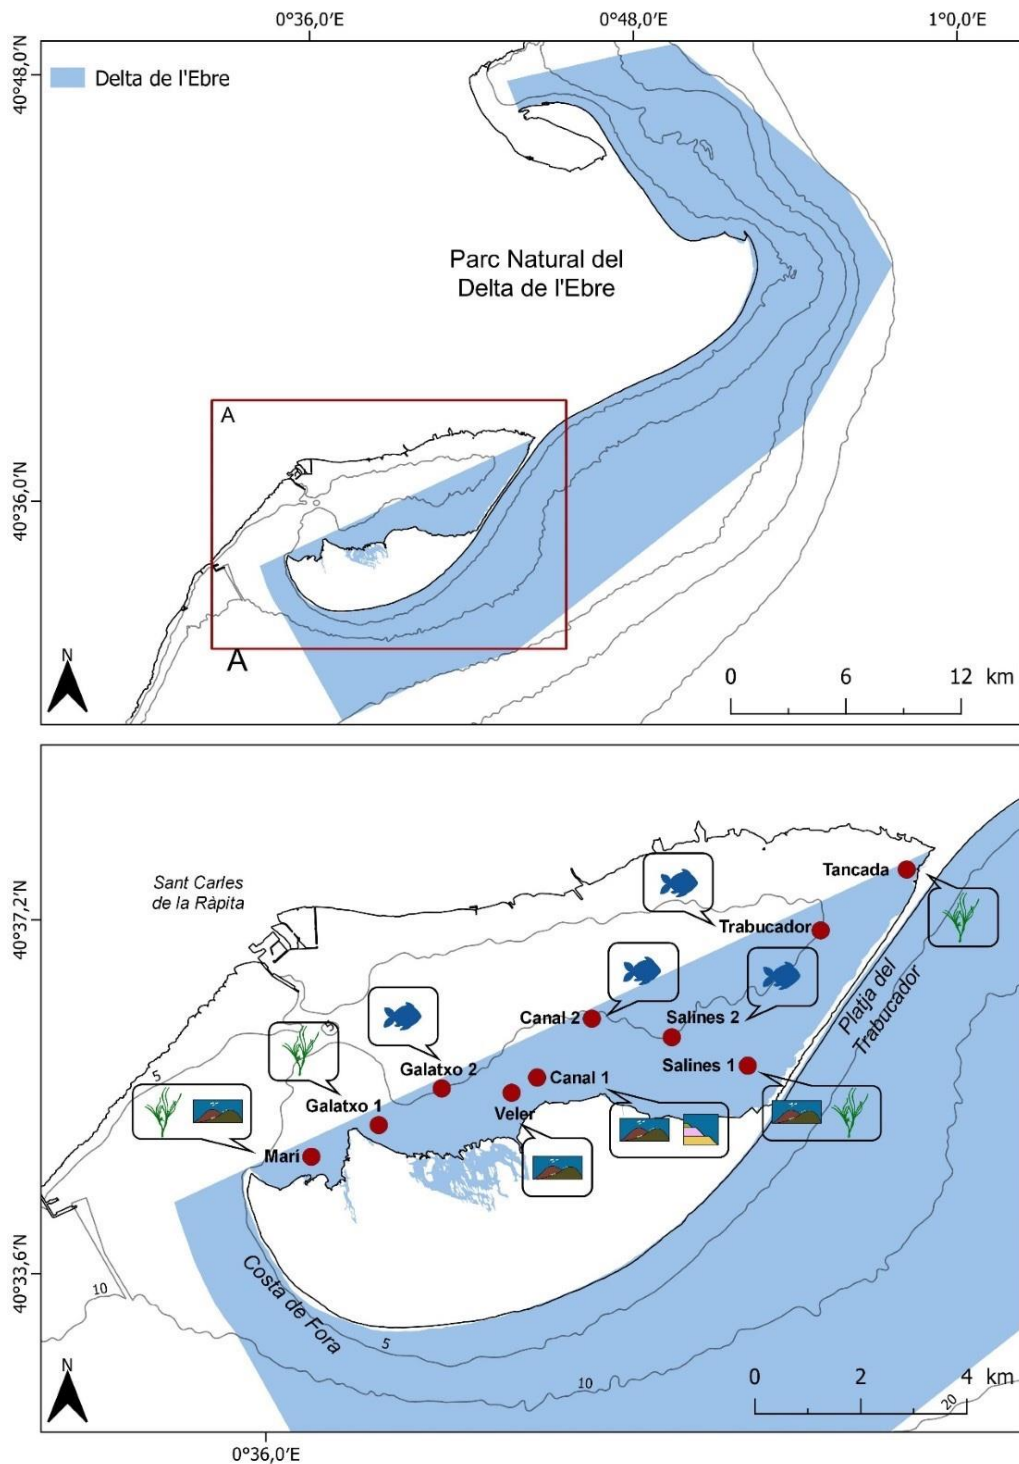 0°36,0'E
0°48,0'E
1°0,0'E
40°48,0'N
Delta de l'Ebre
Parc Natural del
Delta de l'Ebre
A
40°36,0'N
A
N
0
6
12
km
Sant Carles
de la Ràpita
Tancada
40°37,2'N
Trabucador
Platja del
Trabucador
Canal 2
Salines 2
5
5
Galatxo 2
Salines 1
Canal 1
Galatxo 1
Veler
Marí
40°33,6'N
Costa de Fora
10
5
10
20
N
0
2
4
km
0°36,0'E